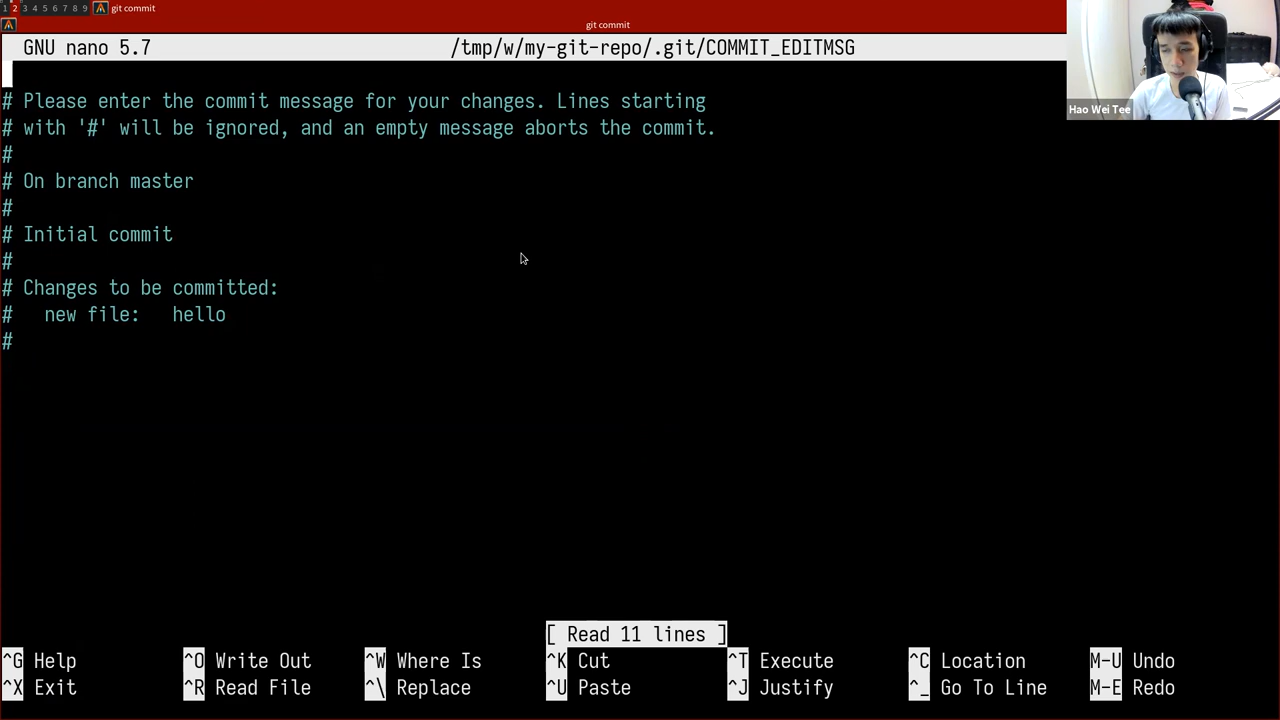 1 2 3 4 5 6 7 8 9 git commit
git commit
GNU nano 5.7 /tmp/w/my-git-repo/.git/COMMIT_EDITMSG
Hao Wei Tee
# Please enter the commit message for your changes. Lines starting
# with '#' will be ignored, and an empty message aborts the commit.
#
# On branch master
#
# Initial commit
#
# Changes to be committed:
# new file: hello
#
[ Read 11 lines ]
^G Help ^O Write Out ^W Where Is ^K Cut ^T Execute ^C Location M-U Undo
^X Exit ^R Read File ^\ Replace ^U Paste ^J Justify ^_ Go To Line M-E Redo